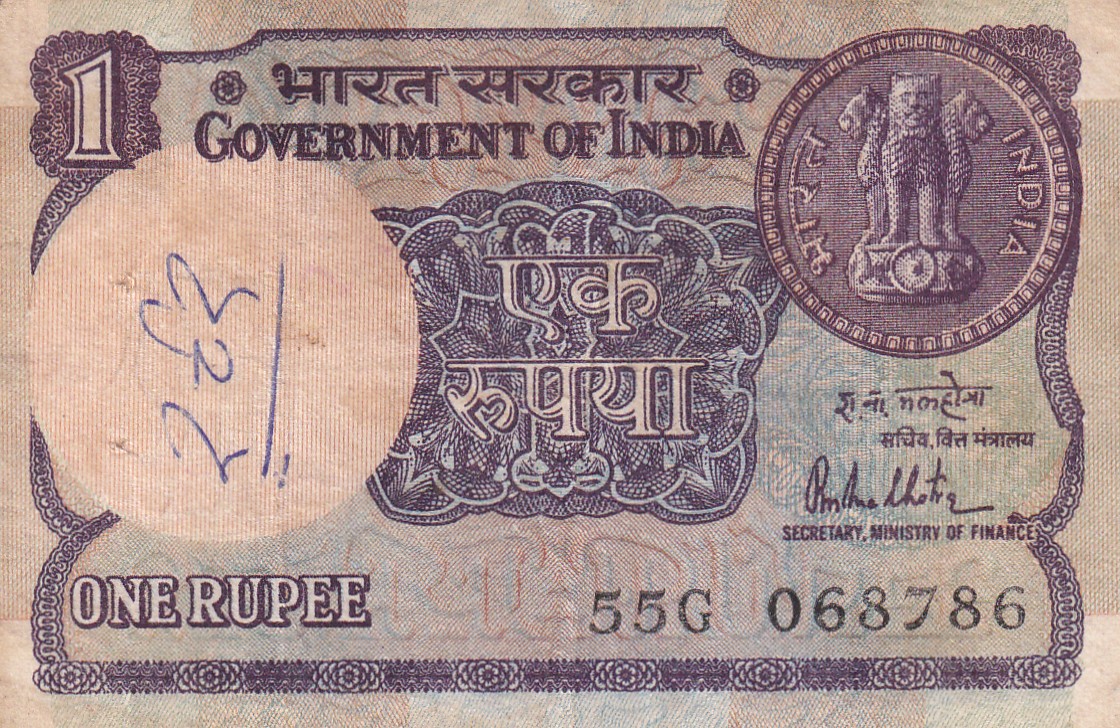 1
भारत सरकार
GOVERNMENT OF INDIA
भारत INDIA
एक
रुपया
सचिव, वित्त मंत्रालय
SECRETARY, MINISTRY OF FINANCE
ONE RUPEE
55G 063786